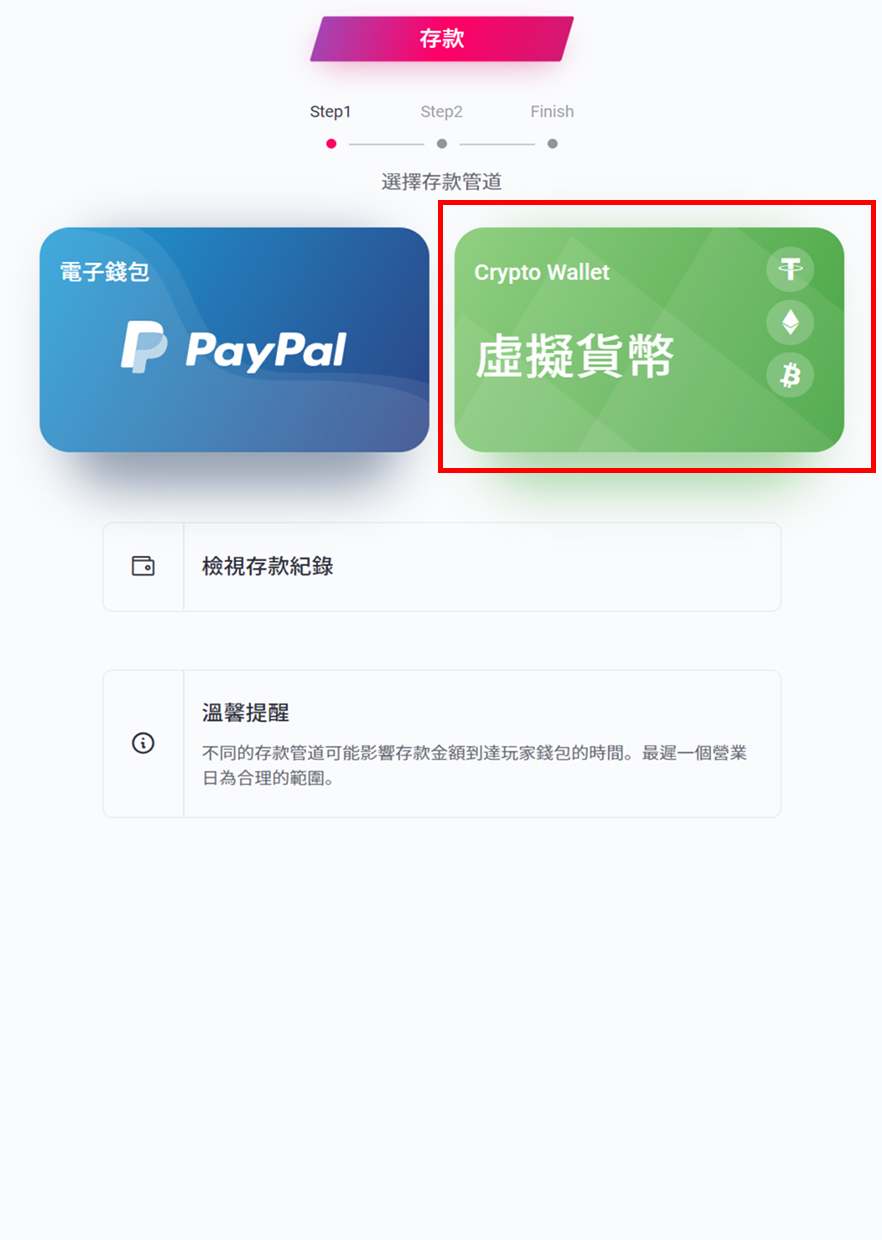 存款
Step1
Step2
Finish
選擇存款管道
電子錢包
PayPal
Crypto Wallet
虛擬貨幣
檢視存款紀錄
溫馨提醒
不同的存款管道可能影響存款金額到達玩家錢包的時間。最遲一個營業
日為合理的範圍。